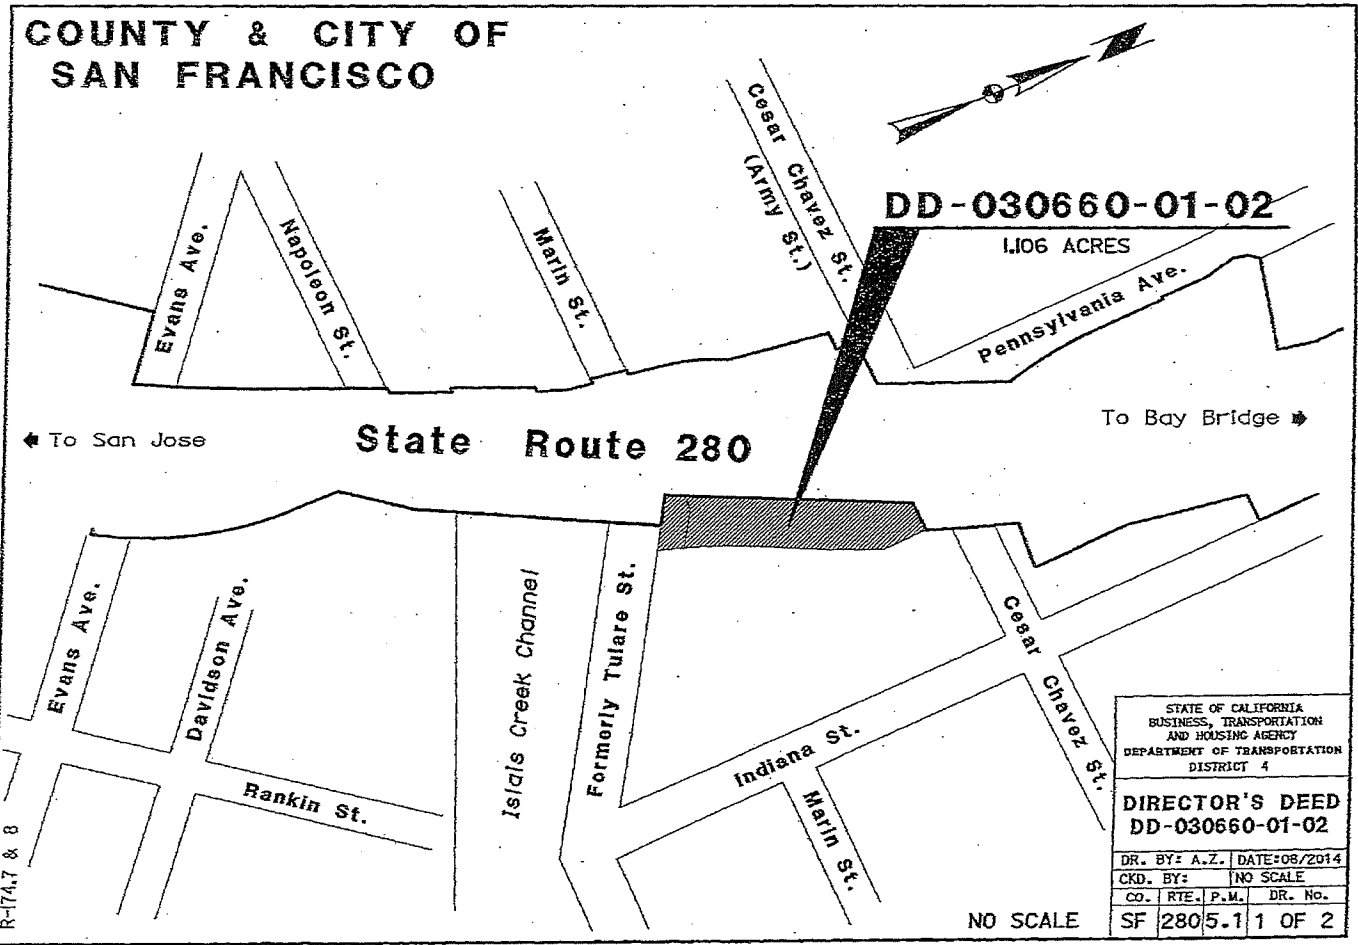 COUNTY & CITY OF
SAN FRANCISCO
Cesar Chavez St.
(Army St.)
DD-030660-01-02
1.106 ACRES
Evans Ave.
Napoleon St.
Marin St.
Pennsylvania Ave.
To San Jose
State Route 280
To Bay Bridge
Evans Ave.
Davidson Ave.
Islais Creek Channel
Formerly Tulare St.
Cesar Chavez St.
Rankin St.
Indiana St.
Marin St.
R-174.7 & 8
NO SCALE
STATE OF CALIFORNIA
BUSINESS, TRANSPORTATION
AND HOUSING AGENCY
DEPARTMENT OF TRANSPORTATION
DISTRICT 4
DIRECTOR'S DEED
DD-030660-01-02
DR. BY: A.Z. DATE:08/2014
CKD. BY: NO SCALE
CO. RTE. P.M. DR. No.
SF 280 5.1 1 OF 2